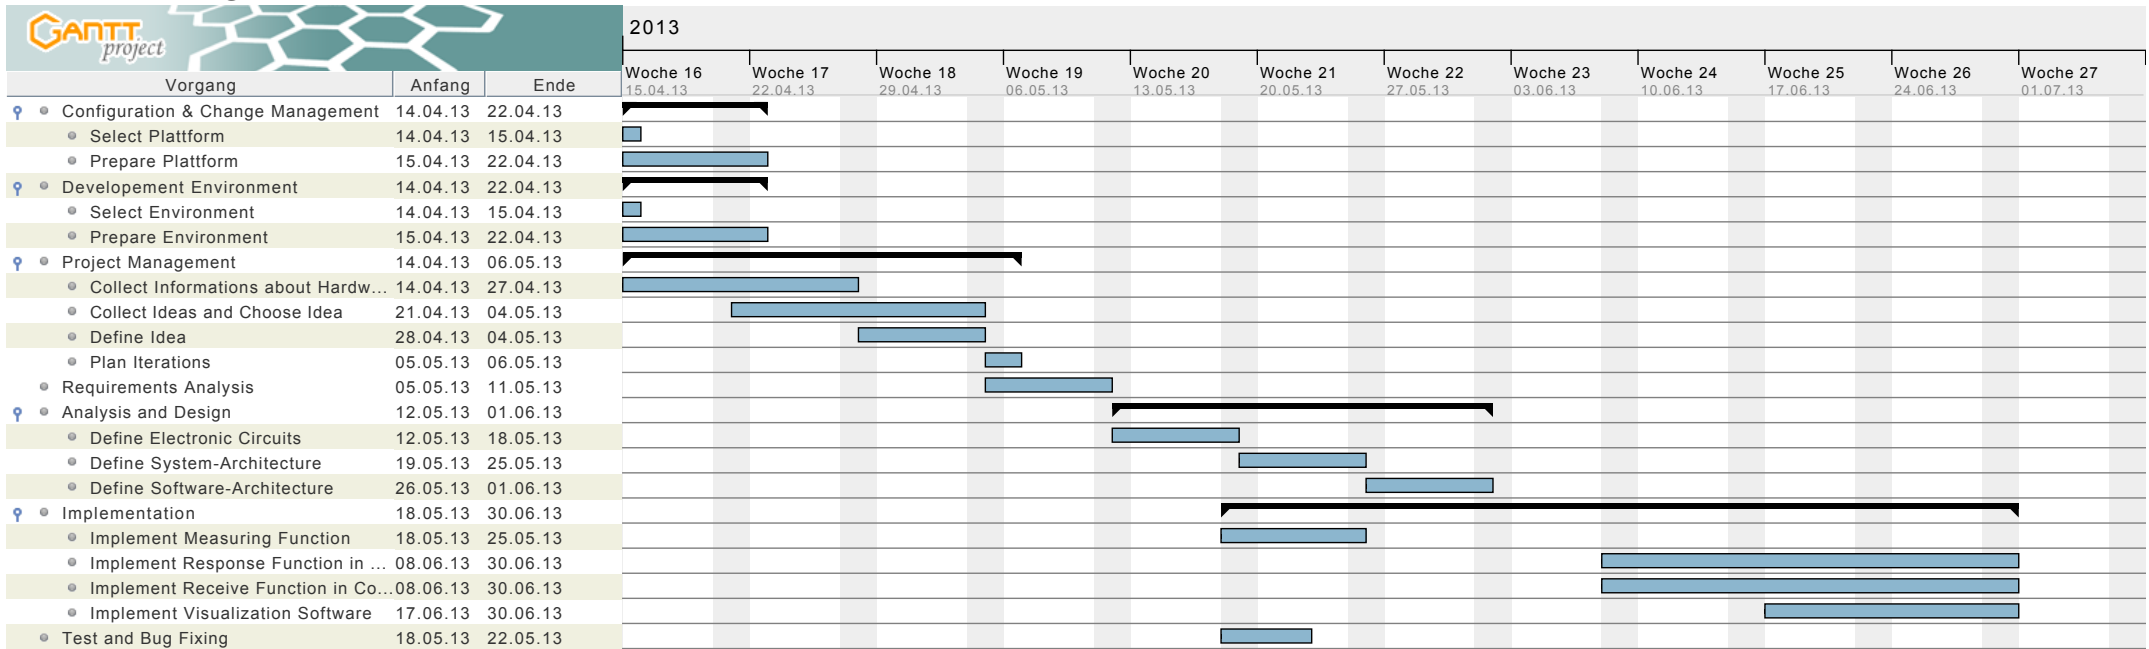 GANTT project
2013
Woche 16 Woche 17 Woche 18 Woche 19 Woche 20 Woche 21 Woche 22 Woche 23 Woche 24 Woche 25 Woche 26 Woche 27
Vorgang Anfang Ende
15.04.13 22.04.13 29.04.13 06.05.13 13.05.13 20.05.13 27.05.13 03.06.13 10.06.13 17.06.13 24.06.13 01.07.13
Configuration & Change Management 14.04.13 22.04.13
Select Plattform 14.04.13 15.04.13
Prepare Plattform 15.04.13 22.04.13
Developement Environment 14.04.13 22.04.13
Select Environment 14.04.13 15.04.13
Prepare Environment 15.04.13 22.04.13
Project Management 14.04.13 06.05.13
Collect Informations about Hardw... 14.04.13 27.04.13
Collect Ideas and Choose Idea 21.04.13 04.05.13
Define Idea 28.04.13 04.05.13
Plan Iterations 05.05.13 06.05.13
Requirements Analysis 05.05.13 11.05.13
Analysis and Design 12.05.13 01.06.13
Define Electronic Circuits 12.05.13 18.05.13
Define System-Architecture 19.05.13 25.05.13
Define Software-Architecture 26.05.13 01.06.13
Implementation 18.05.13 30.06.13
Implement Measuring Function 18.05.13 25.05.13
Implement Response Function in ... 08.06.13 30.06.13
Implement Receive Function in Co... 08.06.13 30.06.13
Implement Visualization Software 17.06.13 30.06.13
Test and Bug Fixing 18.05.13 22.05.13